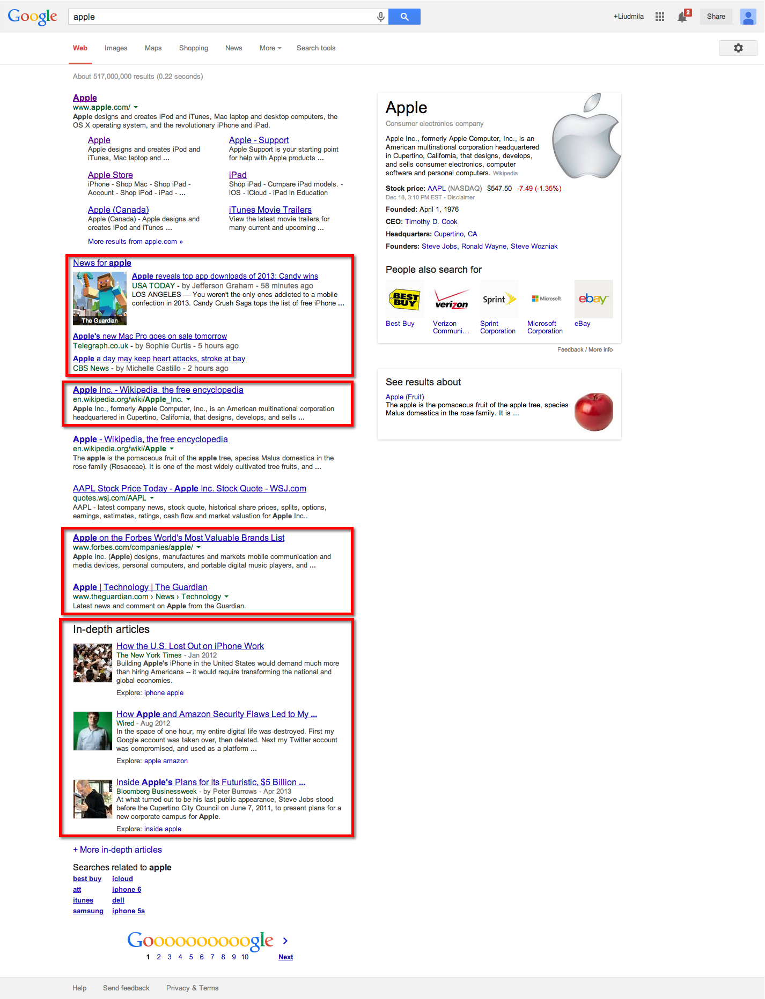 Google
apple
+Liudmila
2
Share
Web Images Maps Shopping News More Search tools
About 517,000,000 results (0.22 seconds)
Apple
www.apple.com/
Apple designs and creates iPod and iTunes, Mac laptop and desktop computers, the
OS X operating system, and the revolutionary iPhone and iPad.
Apple
Apple designs and creates iPod and
iTunes, Mac laptop and ...
Apple - Support
Apple Support is your starting point
for help with Apple products ...
Apple Store
iPhone - Shop Mac - Shop iPad -
Account - Shop iPod - iPad - ...
iPad
Shop iPad - Compare iPad models. -
iOS - iCloud - iPad in Education
Apple (Canada)
Apple (Canada) - Apple designs and
creates iPod and iTunes ...
iTunes Movie Trailers
View the latest movie trailers for
many current and upcoming ...
More results from apple.com »
News for apple
The Guardian
Apple reveals top app downloads of 2013: Candy wins
USA TODAY - by Jefferson Graham - 58 minutes ago
LOS ANGELES — You weren't the only ones addicted to a mobile
confection in 2013. Candy Crush Saga tops the list of free iPhone ...
Apple's new Mac Pro goes on sale tomorrow
Telegraph.co.uk - by Sophie Curtis - 5 hours ago
Apple a day may keep heart attacks, stroke at bay
CBS News - by Michelle Castillo - 2 hours ago
Apple Inc. - Wikipedia, the free encyclopedia
en.wikipedia.org/wiki/Apple_Inc.
Apple Inc., formerly Apple Computer, Inc., is an American multinational corporation
headquartered in Cupertino, California, that designs, develops, and sells ...
Apple - Wikipedia, the free encyclopedia
en.wikipedia.org/wiki/Apple
The apple is the pomaceous fruit of the apple tree, species Malus domestica in the
rose family (Rosaceae). It is one of the most widely cultivated tree fruits, and ...
AAPL Stock Price Today - Apple Inc. Stock Quote - WSJ.com
quotes.wsj.com/AAPL
AAPL - latest company news, stock quote, historical share prices, splits, options,
earnings, estimates, ratings, cash flow and market valuation for Apple Inc..
Apple on the Forbes World's Most Valuable Brands List
www.forbes.com/companies/apple/
Apple Inc. (Apple) designs, manufactures and markets mobile communication and
media devices, personal computers, and portable digital music players, and ...
Apple | Technology | The Guardian
www.theguardian.com › News › Technology
Latest news and comment on Apple from the Guardian.
In-depth articles
How the U.S. Lost Out on iPhone Work
The New York Times - Jan 2012
Building Apple's iPhone in the United States would demand much more
than hiring Americans -- it would require transforming the national and
global economies.
Explore: iphone apple
How Apple and Amazon Security Flaws Led to My ...
Wired - Aug 2012
In the space of one hour, my entire digital life was destroyed. First my
Google account was taken over, then deleted. Next my Twitter account
was compromised, and used as a platform ...
Explore: apple amazon
Inside Apple's Plans for Its Futuristic, $5 Billion ...
Bloomberg Businessweek - by Peter Burrows - Apr 2013
At what turned out to be his last public appearance, Steve Jobs stood
before the Cupertino City Council on June 7, 2011, to present plans for a
new corporate campus for Apple.
Explore: inside apple
+ More in-depth articles
Searches related to apple
best buy icloud
att iphone 6
itunes dell
samsung iphone 5s
Goooooooooogle
1 2 3 4 5 6 7 8 9 10 Next
Apple
Consumer electronics company
Apple Inc., formerly Apple Computer, Inc., is an
American multinational corporation headquartered
in Cupertino, California, that designs, develops,
and sells consumer electronics, computer
software and personal computers. Wikipedia
Stock price: AAPL (NASDAQ) $547.50 -7.49 (-1.35%)
Dec 18, 3:10 PM EST - Disclaimer
Founded: April 1, 1976
CEO: Timothy D. Cook
Headquarters: Cupertino, CA
Founders: Steve Jobs, Ronald Wayne, Steve Wozniak
People also search for
BEST BUY
verizon
Sprint
Microsoft
ebay
Best Buy
Verizon
Communi...
Sprint
Corporation
Microsoft
Corporation
eBay
Feedback / More info
See results about
Apple (Fruit)
The apple is the pomaceous fruit of the apple tree, species
Malus domestica in the rose family. It is ...
Help Send feedback Privacy & Terms